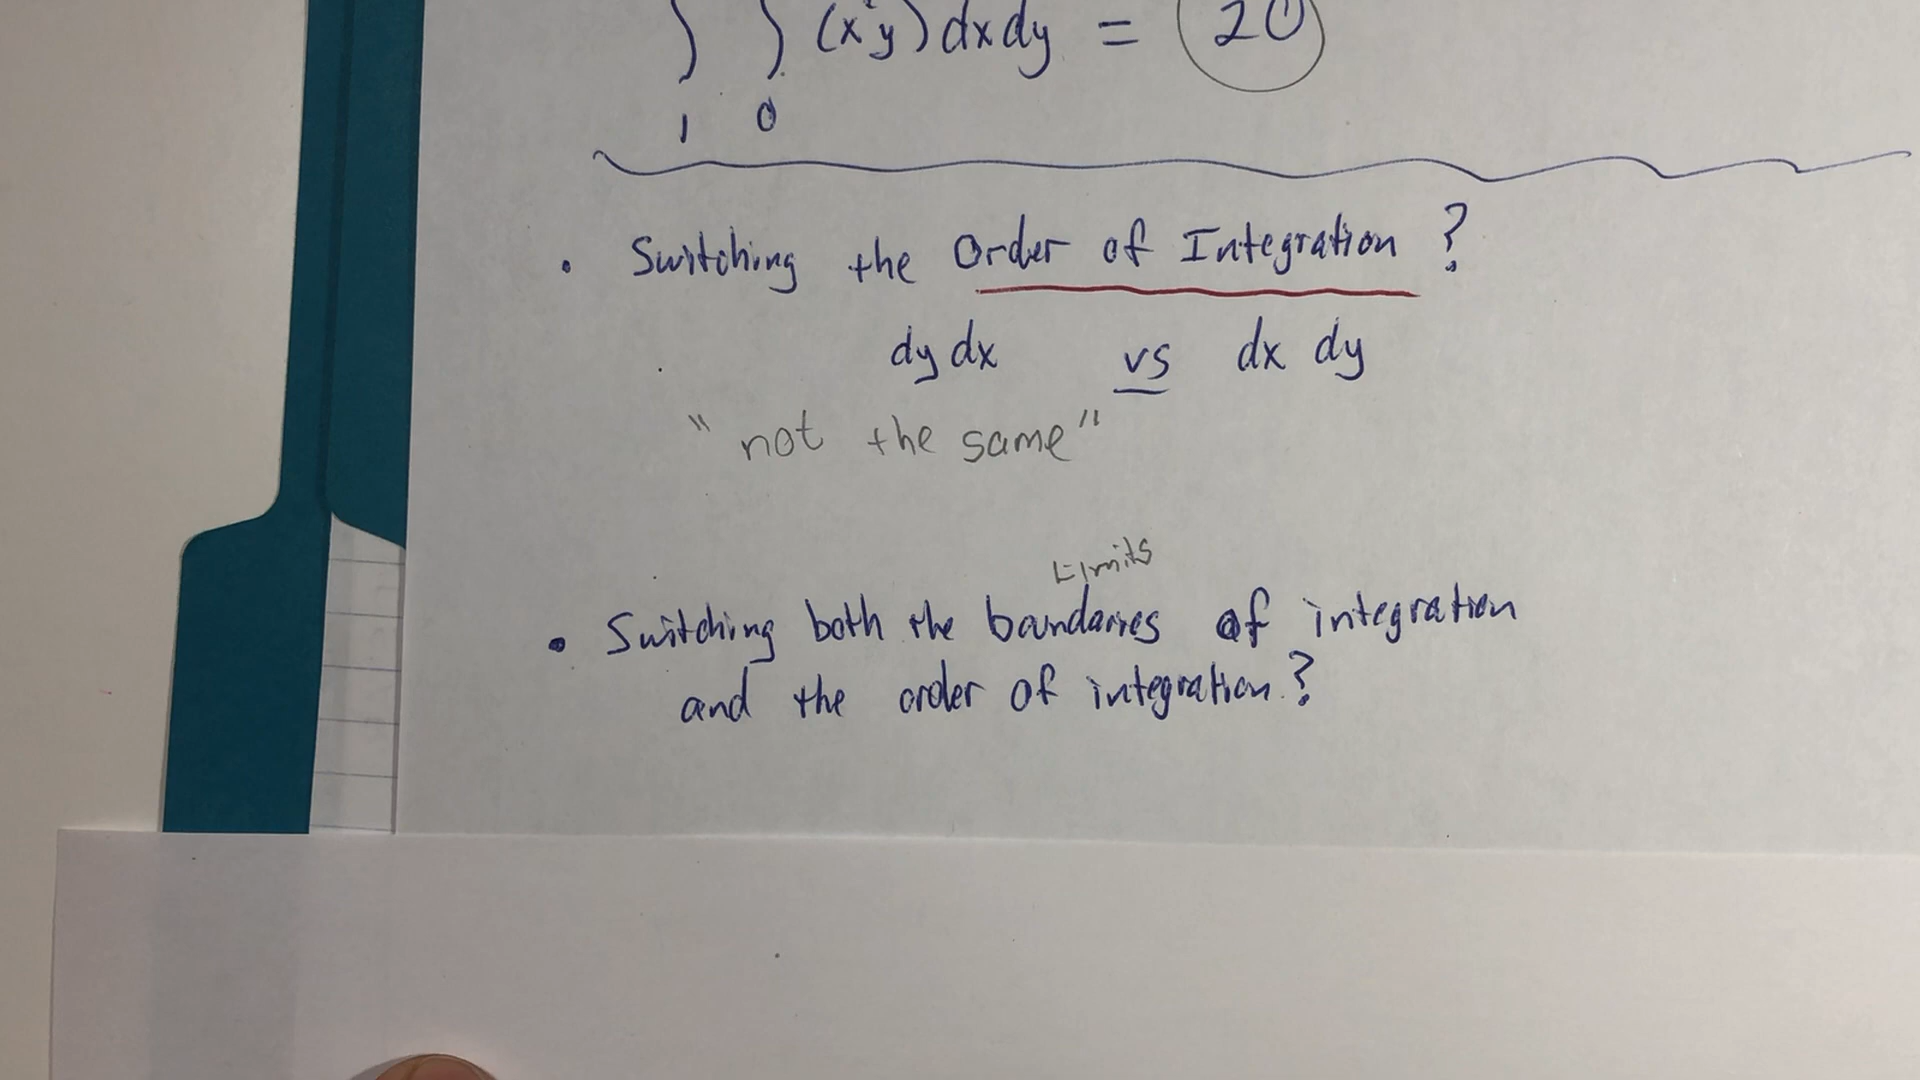 ∫ ∫ (x²y) dx dy = 20
1 0
• Switching the Order of Integration ?
dy dx vs dx dy
" not the same "
Limits
• Switching both the boundaries of integration
and the order of integration ?